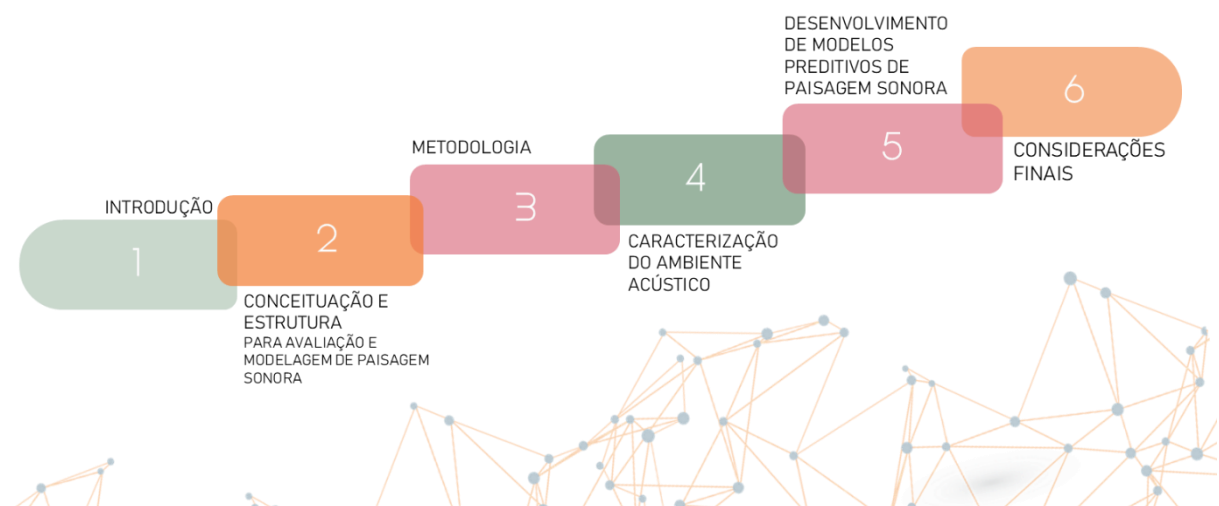 1
INTRODUÇÃO
2
CONCEITUAÇÃO E
ESTRUTURA
PARA AVALIAÇÃO E
MODELAGEM DE PAISAGEM
SONORA
3
METODOLOGIA
4
CARACTERIZAÇÃO
DO AMBIENTE
ACÚSTICO
5
DESENVOLVIMENTO
DE MODELOS
PREDITIVOS DE
PAISAGEM SONORA
6
CONSIDERAÇÕES
FINAIS